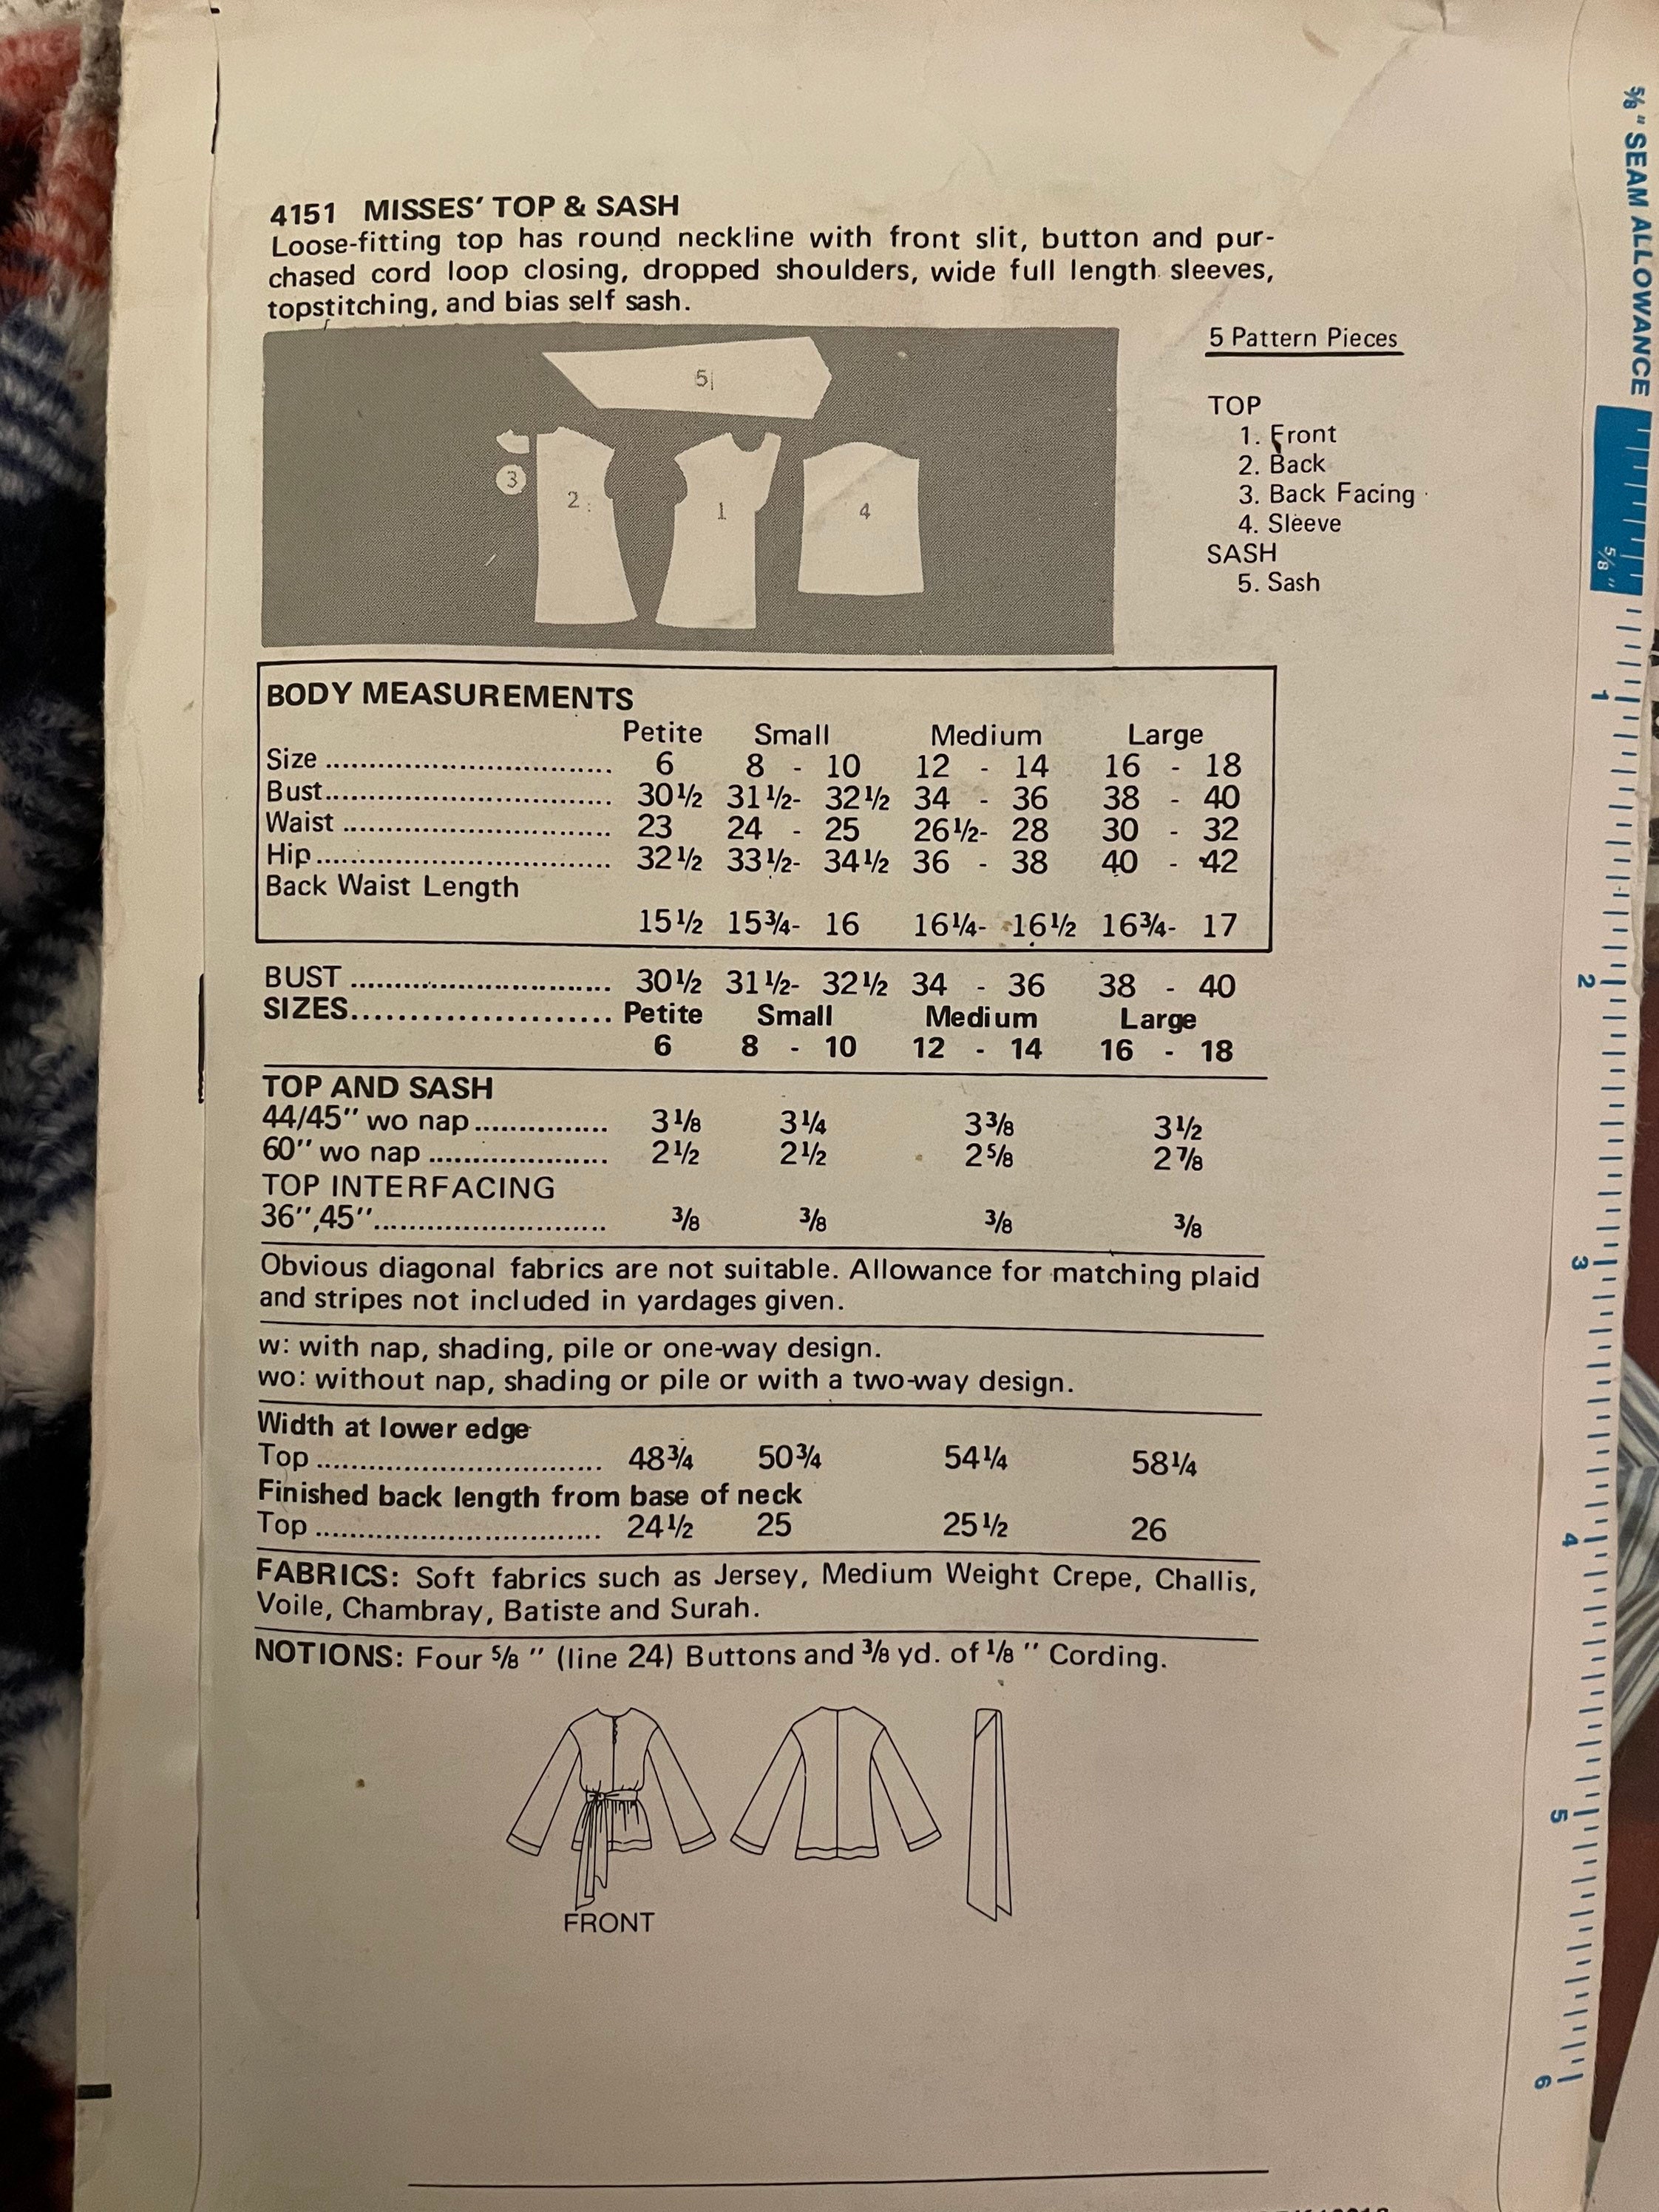 4151 MISSES' TOP & SASH
Loose-fitting top has round neckline with front slit, button and pur-
chased cord loop closing, dropped shoulders, wide full length sleeves,
topstitching, and bias self sash.
5
3
2
1
4
5 Pattern Pieces
TOP
1. Front
2. Back
3. Back Facing
4. Sleeve
SASH
5. Sash
BODY MEASUREMENTS
Petite Small Medium Large
Size ................................ 6 8 - 10 12 - 14 16 - 18
Bust................................ 30½ 31½- 32½ 34 - 36 38 - 40
Waist ............................... 23 24 - 25 26½- 28 30 - 32
Hip.................................. 32½ 33½- 34½ 36 - 38 40 - 42
Back Waist Length
15½ 15¾- 16 16¼- 16½ 16¾- 17
BUST .............................. 30½ 31½- 32½ 34 - 36 38 - 40
SIZES........................ Petite Small Medium Large
6 8 - 10 12 - 14 16 - 18
TOP AND SASH
44/45" wo nap............... 3⅛ 3¼ 3⅜ 3½
60" wo nap .................... 2½ 2½ 2⅝ 2⅞
TOP INTERFACING
36",45"........................... ⅜ ⅜ ⅜ ⅜
Obvious diagonal fabrics are not suitable. Allowance for matching plaid
and stripes not included in yardages given.
w: with nap, shading, pile or one-way design.
wo: without nap, shading or pile or with a two-way design.
Width at lower edge
Top ................................. 48¾ 50¾ 54¼ 58¼
Finished back length from base of neck
Top ................................. 24½ 25 25½ 26
FABRICS: Soft fabrics such as Jersey, Medium Weight Crepe, Challis,
Voile, Chambray, Batiste and Surah.
NOTIONS: Four ⅝ " (line 24) Buttons and ⅜ yd. of ⅛ " Cording.
FRONT
⅝ " SEAM ALLOWANCE
⅝ "
1
2
3
4
5
6